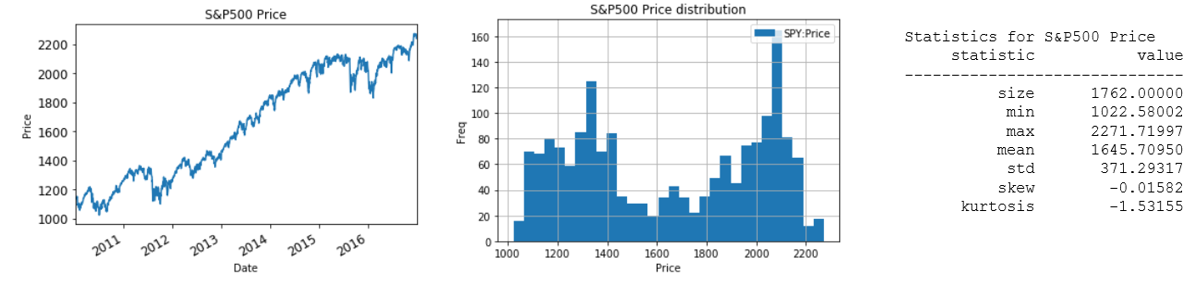 S&P500 Price
2200
2000
1800
1600
1400
1200
1000
Price
2011
2012
2013
2014
2015
2016
Date
S&P500 Price distribution
SPY:Price
160
140
120
100
80
60
40
20
0
Freq
1000 1200 1400 1600 1800 2000 2200
Price
Statistics for S&P500 Price
statistic value
------------------------------
size 1762.00000
min 1022.58002
max 2271.71997
mean 1645.70950
std 371.29317
skew -0.01582
kurtosis -1.53155